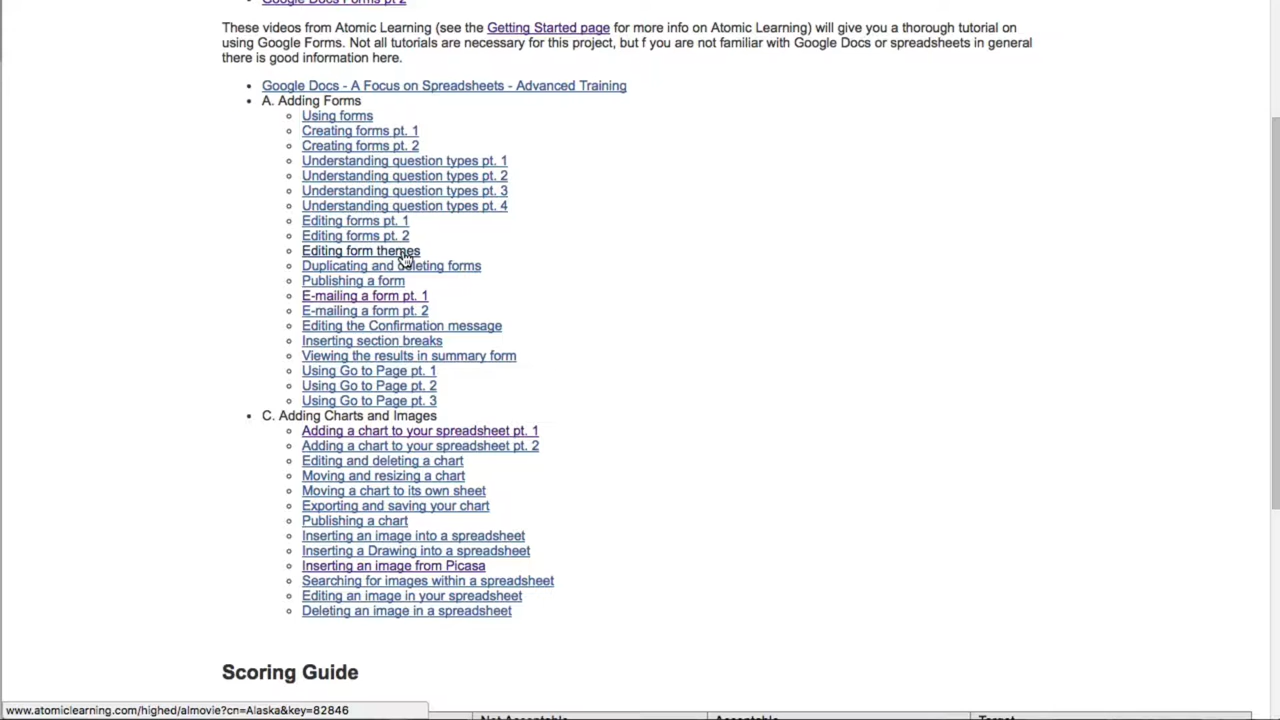 Google Docs Forms pt 2
These videos from Atomic Learning (see the Getting Started page for more info on Atomic Learning) will give you a thorough tutorial on
using Google Forms. Not all tutorials are necessary for this project, but f you are not familiar with Google Docs or spreadsheets in general
there is good information here.
Google Docs - A Focus on Spreadsheets - Advanced Training
A. Adding Forms
Using forms
Creating forms pt. 1
Creating forms pt. 2
Understanding question types pt. 1
Understanding question types pt. 2
Understanding question types pt. 3
Understanding question types pt. 4
Editing forms pt. 1
Editing forms pt. 2
Editing form themes
Duplicating and deleting forms
Publishing a form
E-mailing a form pt. 1
E-mailing a form pt. 2
Editing the Confirmation message
Inserting section breaks
Viewing the results in summary form
Using Go to Page pt. 1
Using Go to Page pt. 2
Using Go to Page pt. 3
C. Adding Charts and Images
Adding a chart to your spreadsheet pt. 1
Adding a chart to your spreadsheet pt. 2
Editing and deleting a chart
Moving and resizing a chart
Moving a chart to its own sheet
Exporting and saving your chart
Publishing a chart
Inserting an image into a spreadsheet
Inserting a Drawing into a spreadsheet
Inserting an image from Picasa
Searching for images within a spreadsheet
Editing an image in your spreadsheet
Deleting an image in a spreadsheet
Scoring Guide
www.atomiclearning.com/highed/almovie?cn=Alaska&key=82846
Not Acceptable Acceptable Target